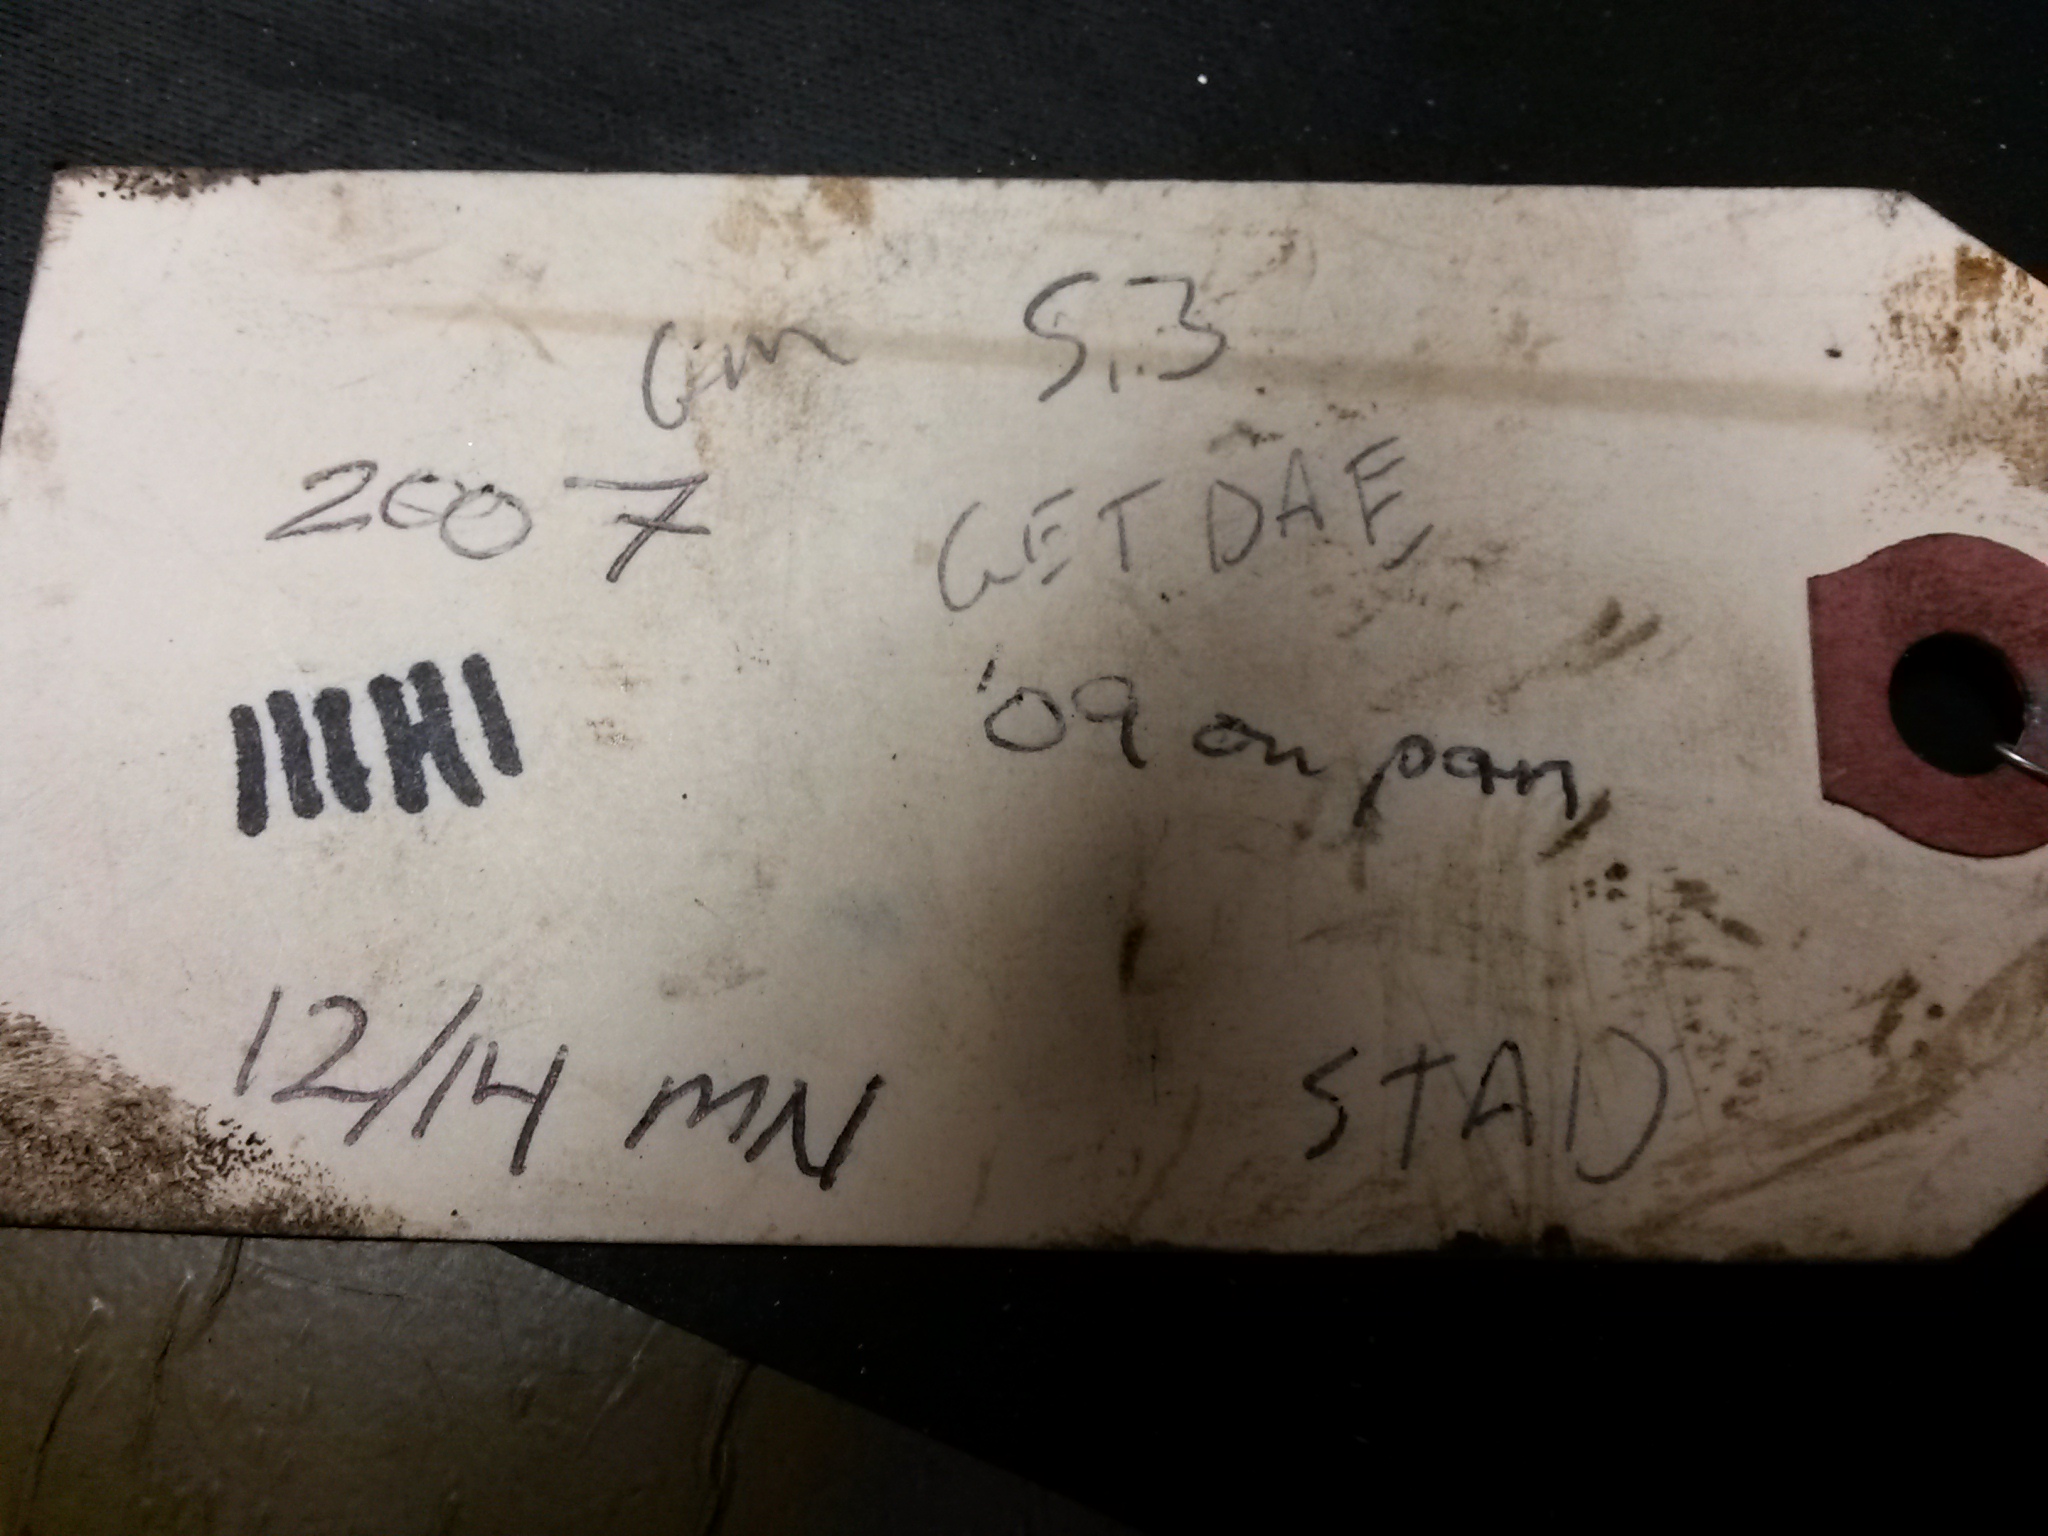 Gm 5.3
2007 GET DAE
'09 on pan
12/14 MN STAD